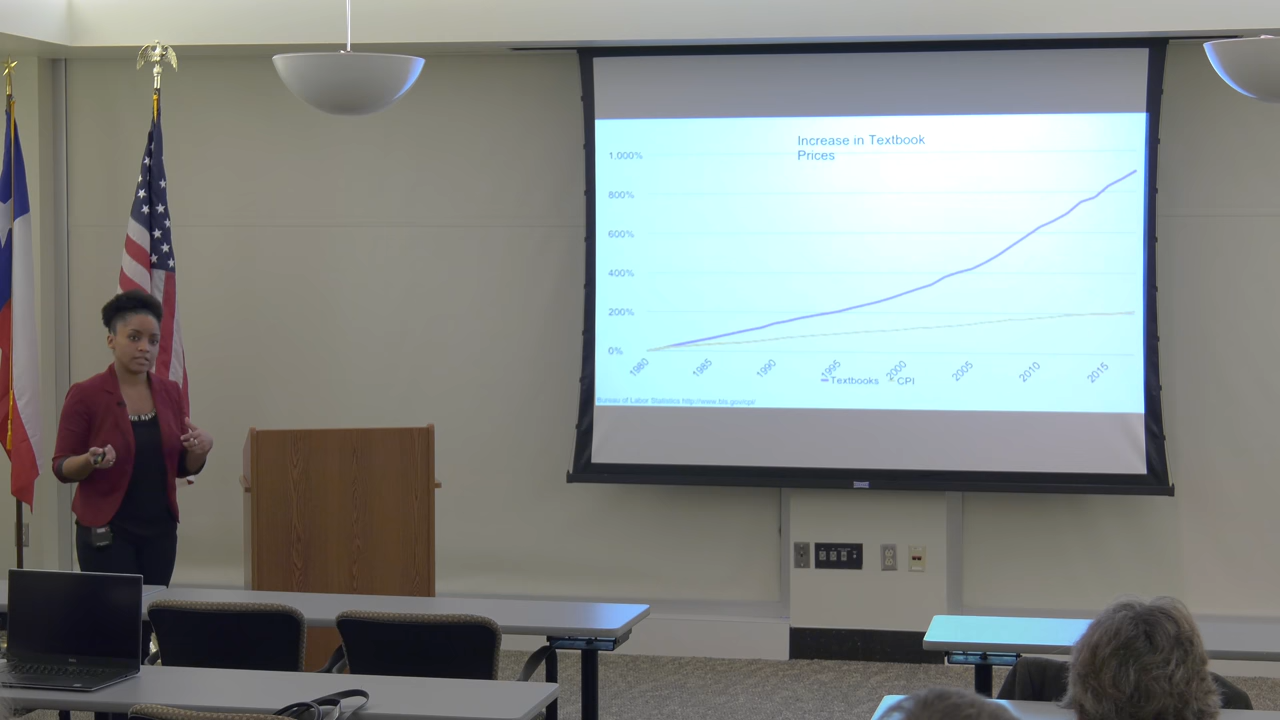 Increase in Textbook
Prices
1,000%
800%
600%
400%
200%
0%
1980
1985
1990
1995
2000
2005
2010
2015
Textbooks
CPI
Bureau of Labor Statistics http://www.bls.gov/cpi/